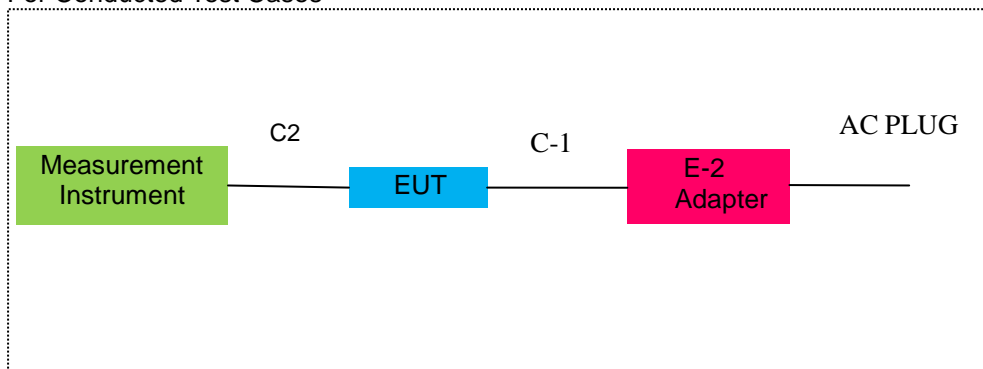 For Conducted Test Cases
C2
C-1
AC PLUG
Measurement
Instrument
EUT
E-2
Adapter